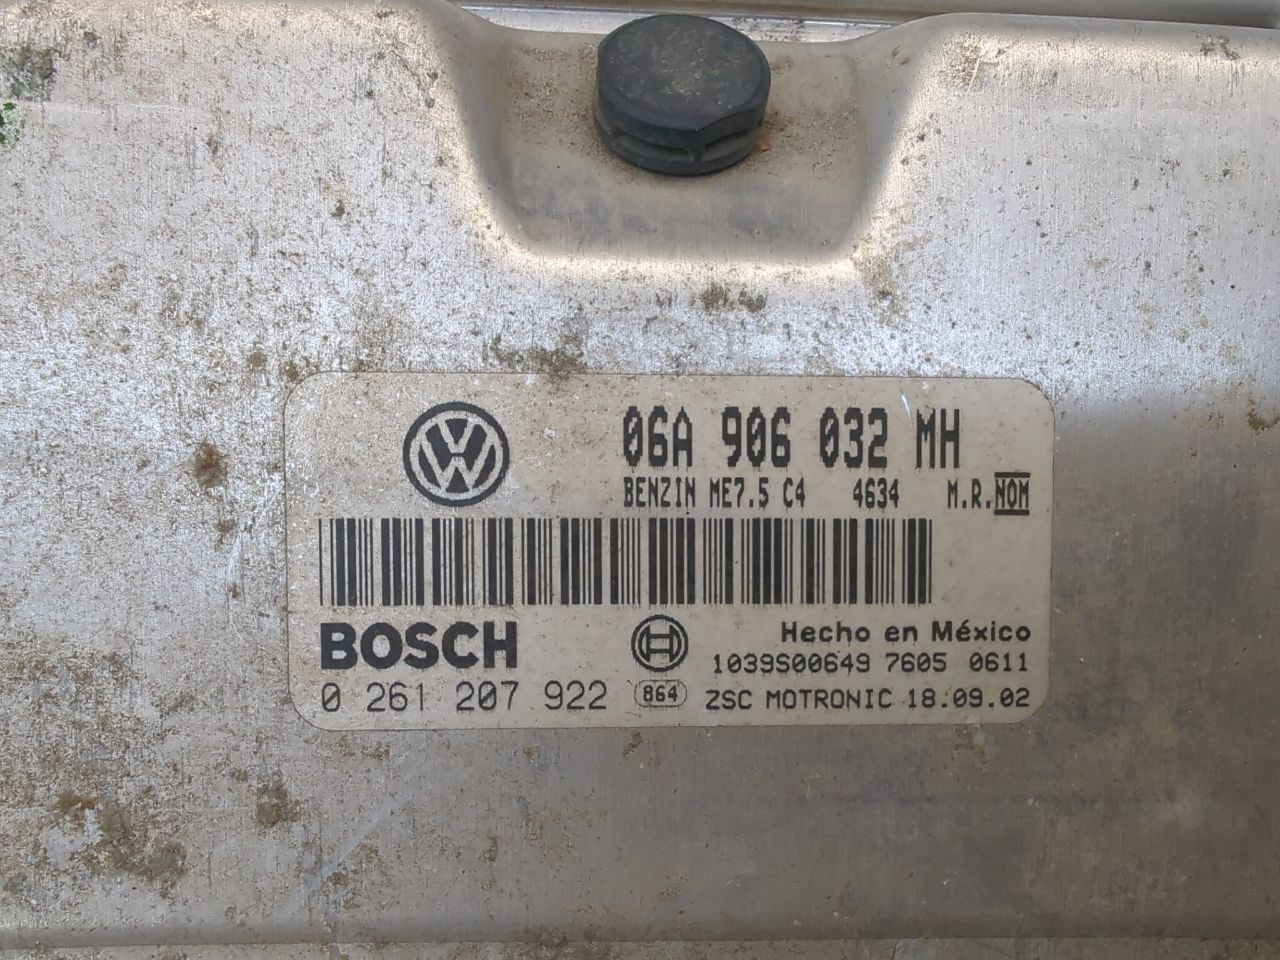 06A 906 032 MH
BENZIN ME7.5 C4 4634 M.R.NOM
BOSCH
Hecho en México
1039S00649 7605 0611
0 261 207 922 864 ZSC MOTRONIC 18.09.02